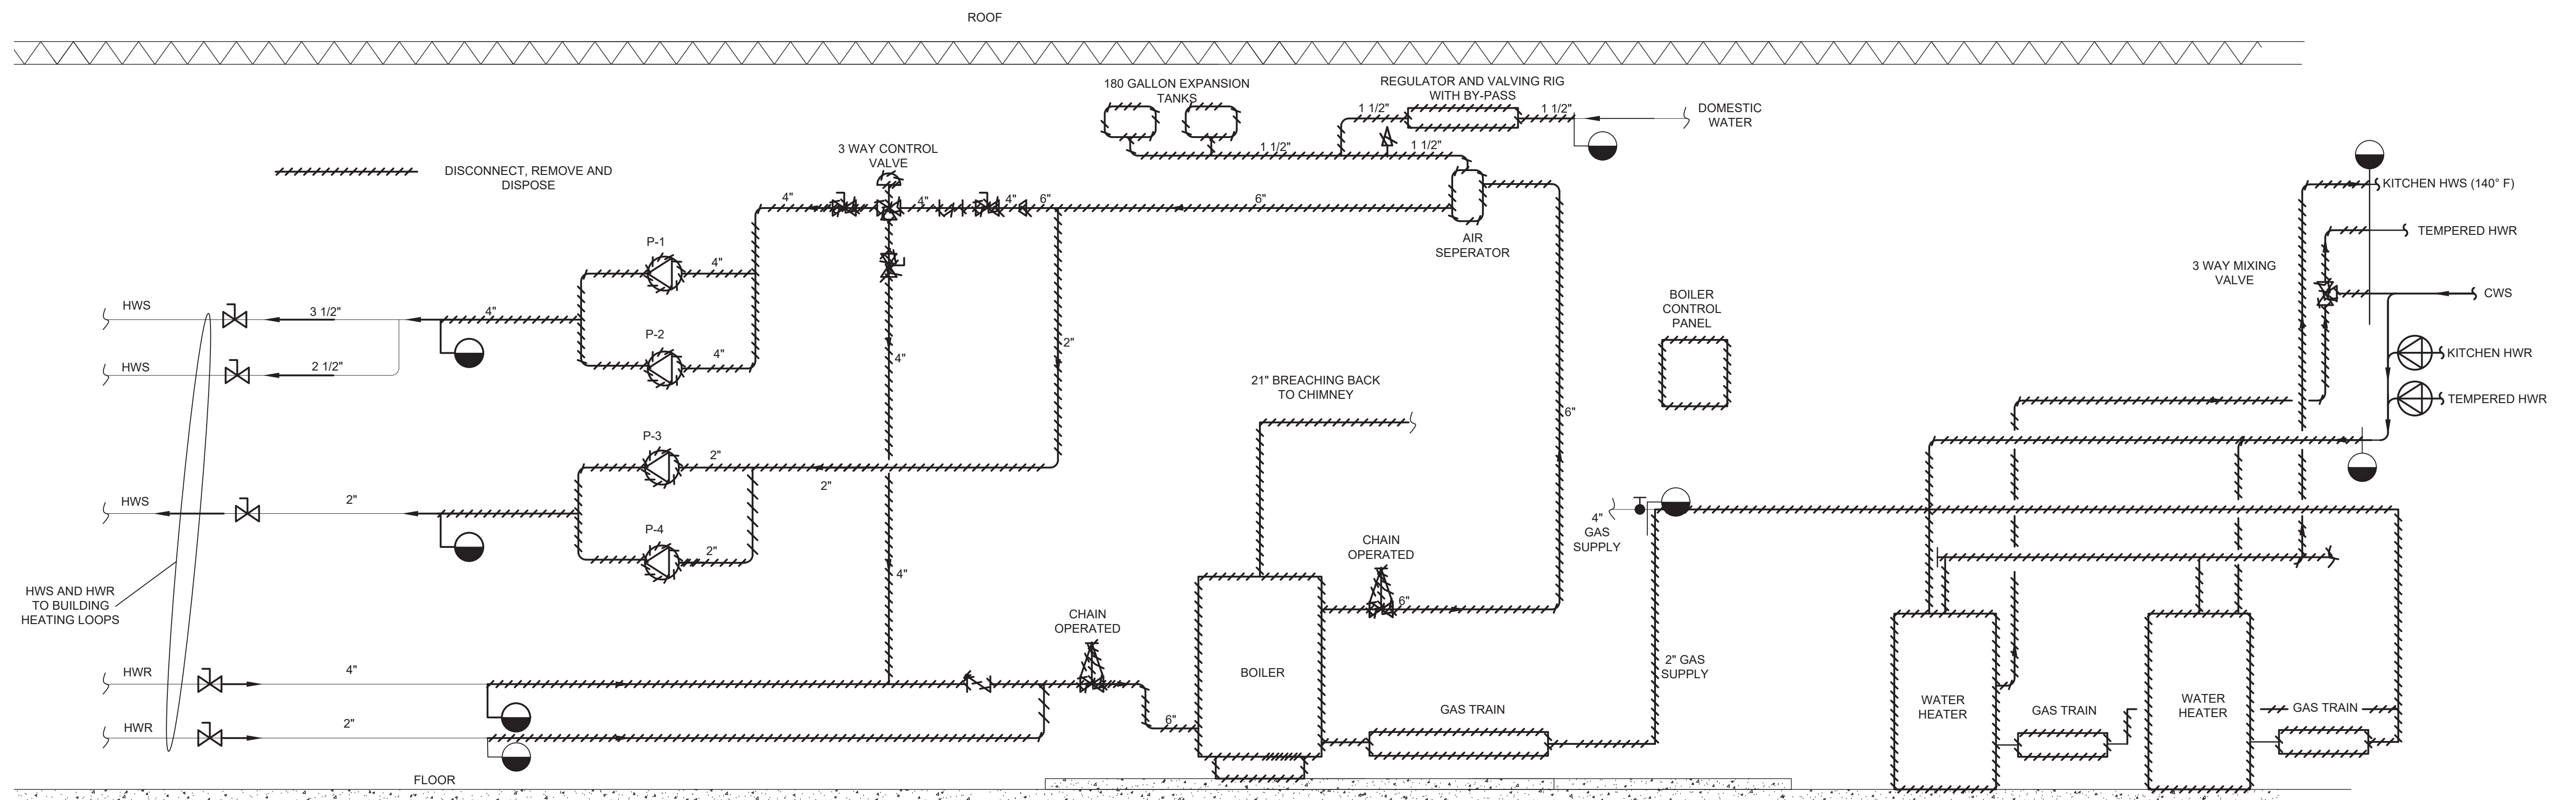 ROOF
180 GALLON EXPANSION
TANKS
REGULATOR AND VALVING RIG
WITH BY-PASS
1 1/2"
1 1/2"
DOMESTIC
WATER
1 1/2"
1 1/2"
DISCONNECT, REMOVE AND
DISPOSE
3 WAY CONTROL
VALVE
4"
4"
4"
6"
6"
AIR
SEPERATOR
KITCHEN HWS (140° F)
TEMPERED HWR
3 WAY MIXING
VALVE
CWS
KITCHEN HWR
TEMPERED HWR
P-1
4"
P-2
4"
HWS
3 1/2"
4"
HWS
2 1/2"
4"
2"
BOILER
CONTROL
PANEL
21" BREACHING BACK
TO CHIMNEY
6"
P-3
2"
2"
P-4
2"
HWS
2"
4"
4"
GAS
SUPPLY
CHAIN
OPERATED
6"
HWS AND HWR
TO BUILDING
HEATING LOOPS
CHAIN
OPERATED
HWR
4"
HWR
2"
6"
BOILER
2" GAS
SUPPLY
GAS TRAIN
WATER
HEATER
GAS TRAIN
WATER
HEATER
GAS TRAIN
FLOOR